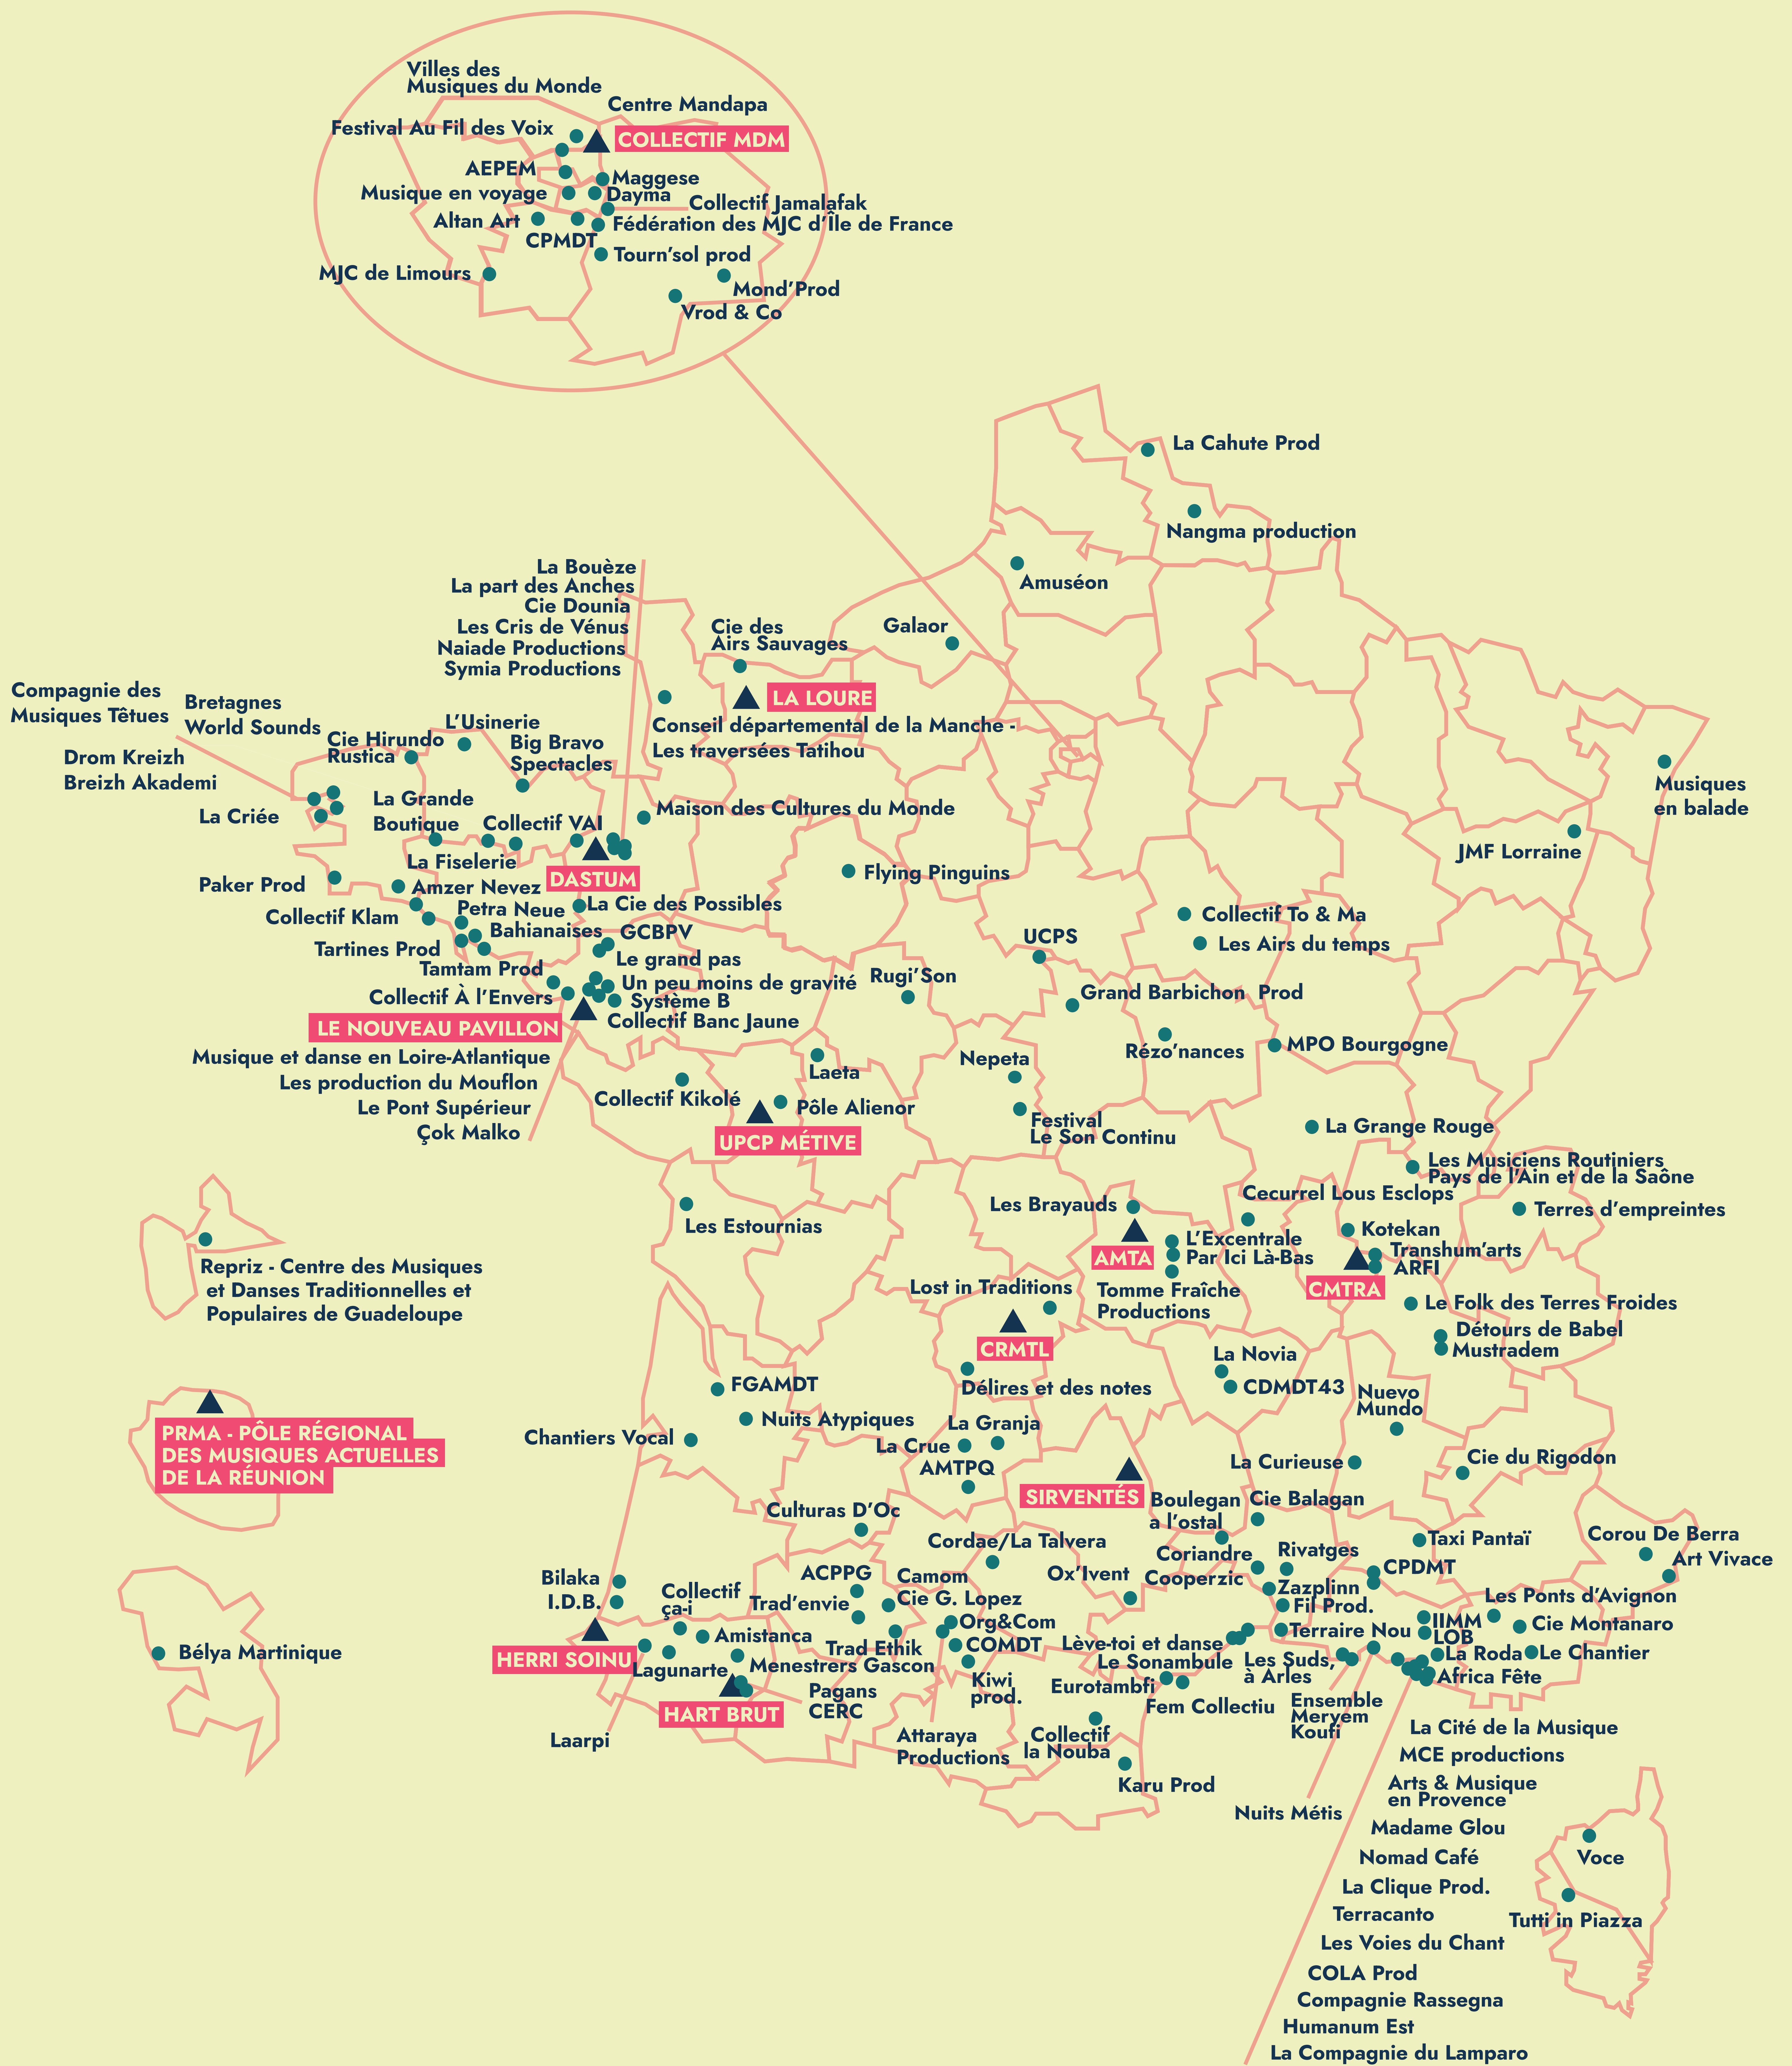 Villes des
Musiques du Monde
Centre Mandapa
Festival Au Fil des Voix
COLLECTIF MDM
AEPEM
Maggese
Musique en voyage
Dayma
Collectif Jamalafak
Altan Art
Fédération des MJC d'Île de France
CPMDT
Tourn'sol prod
MJC de Limours
Mond'Prod
Vrod & Co
La Cahute Prod
Nangma production
Amuséon
La Bouèze
La part des Anches
Cie Dounia
Les Cris de Vénus
Naiade Productions
Symia Productions
Cie des
Airs Sauvages
Galaor
LA LOURE
Conseil départemental de la Manche -
Les traversées Tatihou
Compagnie des
Musiques Têtues
Bretagnes
World Sounds
L'Usinerie
Cie Hirundo
Rustica
Big Bravo
Spectacles
Drom Kreizh
Breizh Akademi
La Criée
La Grande
Boutique
Collectif VAI
Maison des Cultures du Monde
Musiques
en balade
JMF Lorraine
La Fiselerie
DASTUM
Flying Pinguins
Paker Prod
Amzer Nevez
La Cie des Possibles
Collectif Klam
Petra Neue
Bahianaises
GCBPV
Collectif To & Ma
Les Airs du temps
UCPS
Tartines Prod
Le grand pas
Tamtam Prod
Un peu moins de gravité
Rugi'Son
Collectif À l'Envers
Système B
Grand Barbichon Prod
LE NOUVEAU PAVILLON
Collectif Banc Jaune
Rézo'nances
MPO Bourgogne
Musique et danse en Loire-Atlantique
Les production du Mouflon
Le Pont Supérieur
Çok Malko
Laeta
Nepeta
Collectif Kikolé
Pôle Alienor
UPCP MÉTIVE
Festival
Le Son Continu
La Grange Rouge
Les Musiciens Routiniers
Pays de l'Ain et de la Saône
Cecurrel Lous Esclops
Les Brayauds
Terres d'empreintes
Les Estournias
Kotekan
AMTA
L'Excentrale
Par Ici Là-Bas
Transhum'arts
ARFI
CMTRA
Repriz - Centre des Musiques
et Danses Traditionnelles et
Populaires de Guadeloupe
Lost in Traditions
Tomme Fraîche
Productions
Le Folk des Terres Froides
Détours de Babel
Mustradem
CRMTL
La Novia
CDMDT43
FGAMDT
Délires et des notes
Nuevo
Mundo
Nuits Atypiques
La Granja
Chantiers Vocal
La Crue
AMTPQ
La Curieuse
Cie du Rigodon
PRMA - PÔLE RÉGIONAL
DES MUSIQUES ACTUELLES
DE LA RÉUNION
SIRVENTÉS
Boulegan
a l'ostal
Cie Balagan
Culturas D'Oc
Cordae/La Talvera
Taxi Pantaï
Corou De Berra
Art Vivace
Coriandre
Rivatges
CPDMT
Bilaka
I.D.B.
Collectif
ça-i
ACPPG
Camom
Cie G. Lopez
Ox'Ivent
Cooperzic
Zazplinn
Fil Prod.
Les Ponts d'Avignon
Trad'envie
Org&Com
IIMM
LOB
Cie Montanaro
Terraire Nou
Amistanca
Trad Ethik
COMDT
Lève-toi et danse
HERRI SOINU
Bélya Martinique
Lagunarte
Menestrers Gascon
Le Sonambule
Les Suds,
à Arles
La Roda
Le Chantier
Africa Fête
Kiwi
prod.
Eurotambfi
Pagans
CERC
HART BRUT
Fem Collectiu
Ensemble
Meryem
Koufi
Laarpi
Attaraya
Productions
Collectif
la Nouba
Karu Prod
Nuits Métis
La Cité de la Musique
MCE productions
Arts & Musique
en Provence
Madame Glou
Nomad Café
La Clique Prod.
Terracanto
Les Voies du Chant
COLA Prod
Compagnie Rassegna
Humanum Est
La Compagnie du Lamparo
Voce
Tutti in Piazza